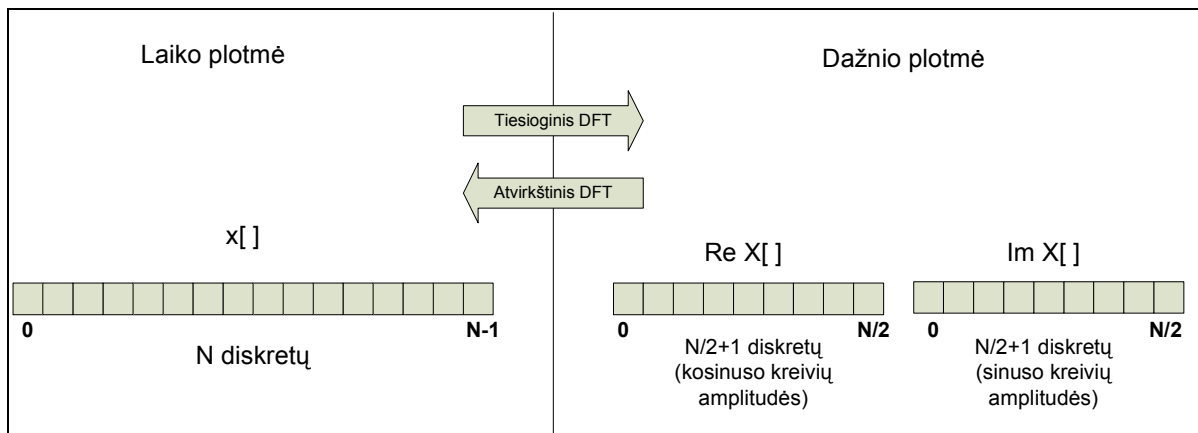 Laiko plotmė
Dažnio plotmė
Tiesioginis DFT
Atvirkštinis DFT
x[ ]
Re X[ ]
Im X[ ]
0
N-1
0
N/2
0
N/2
N diskretų
N/2+1 diskretų
(kosinuso kreivių
amplitudės)
N/2+1 diskretų
(sinuso kreivių
amplitudės)